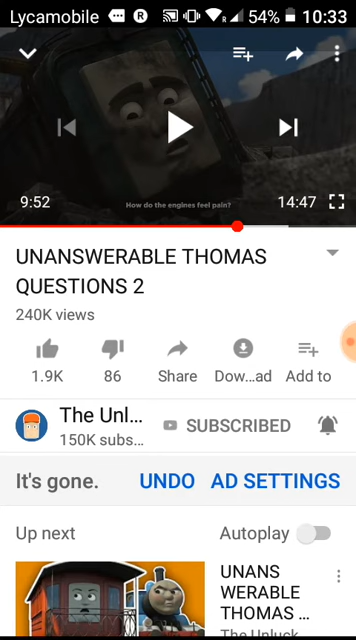 Lycamobile R R 54% 10:33
9:52 How do the engines feel pain? 14:47
UNANSWERABLE THOMAS
QUESTIONS 2
240K views
1.9K 86 Share Dow...ad Add to
The Unl... SUBSCRIBED
150K subs...
It's gone. UNDO AD SETTINGS
Up next Autoplay
UNANS
WERABLE
THOMAS ...
The Unluck